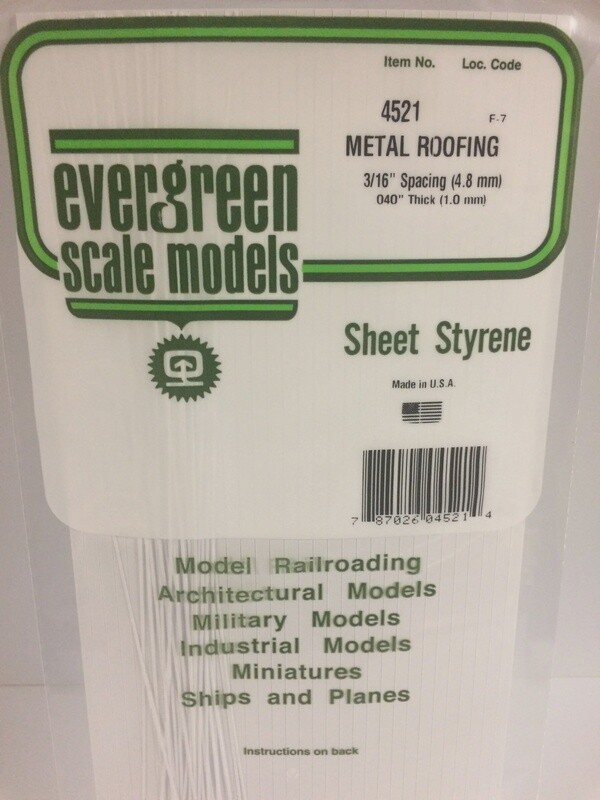 Item No. Loc. Code
4521 F-7
METAL ROOFING
3/16" Spacing (4.8 mm)
040" Thick (1.0 mm)
evergreen
scale models
Sheet Styrene
Made in U.S.A.
7 87026 04521 4
Model Railroading
Architectural Models
Military Models
Industrial Models
Miniatures
Ships and Planes
Instructions on back